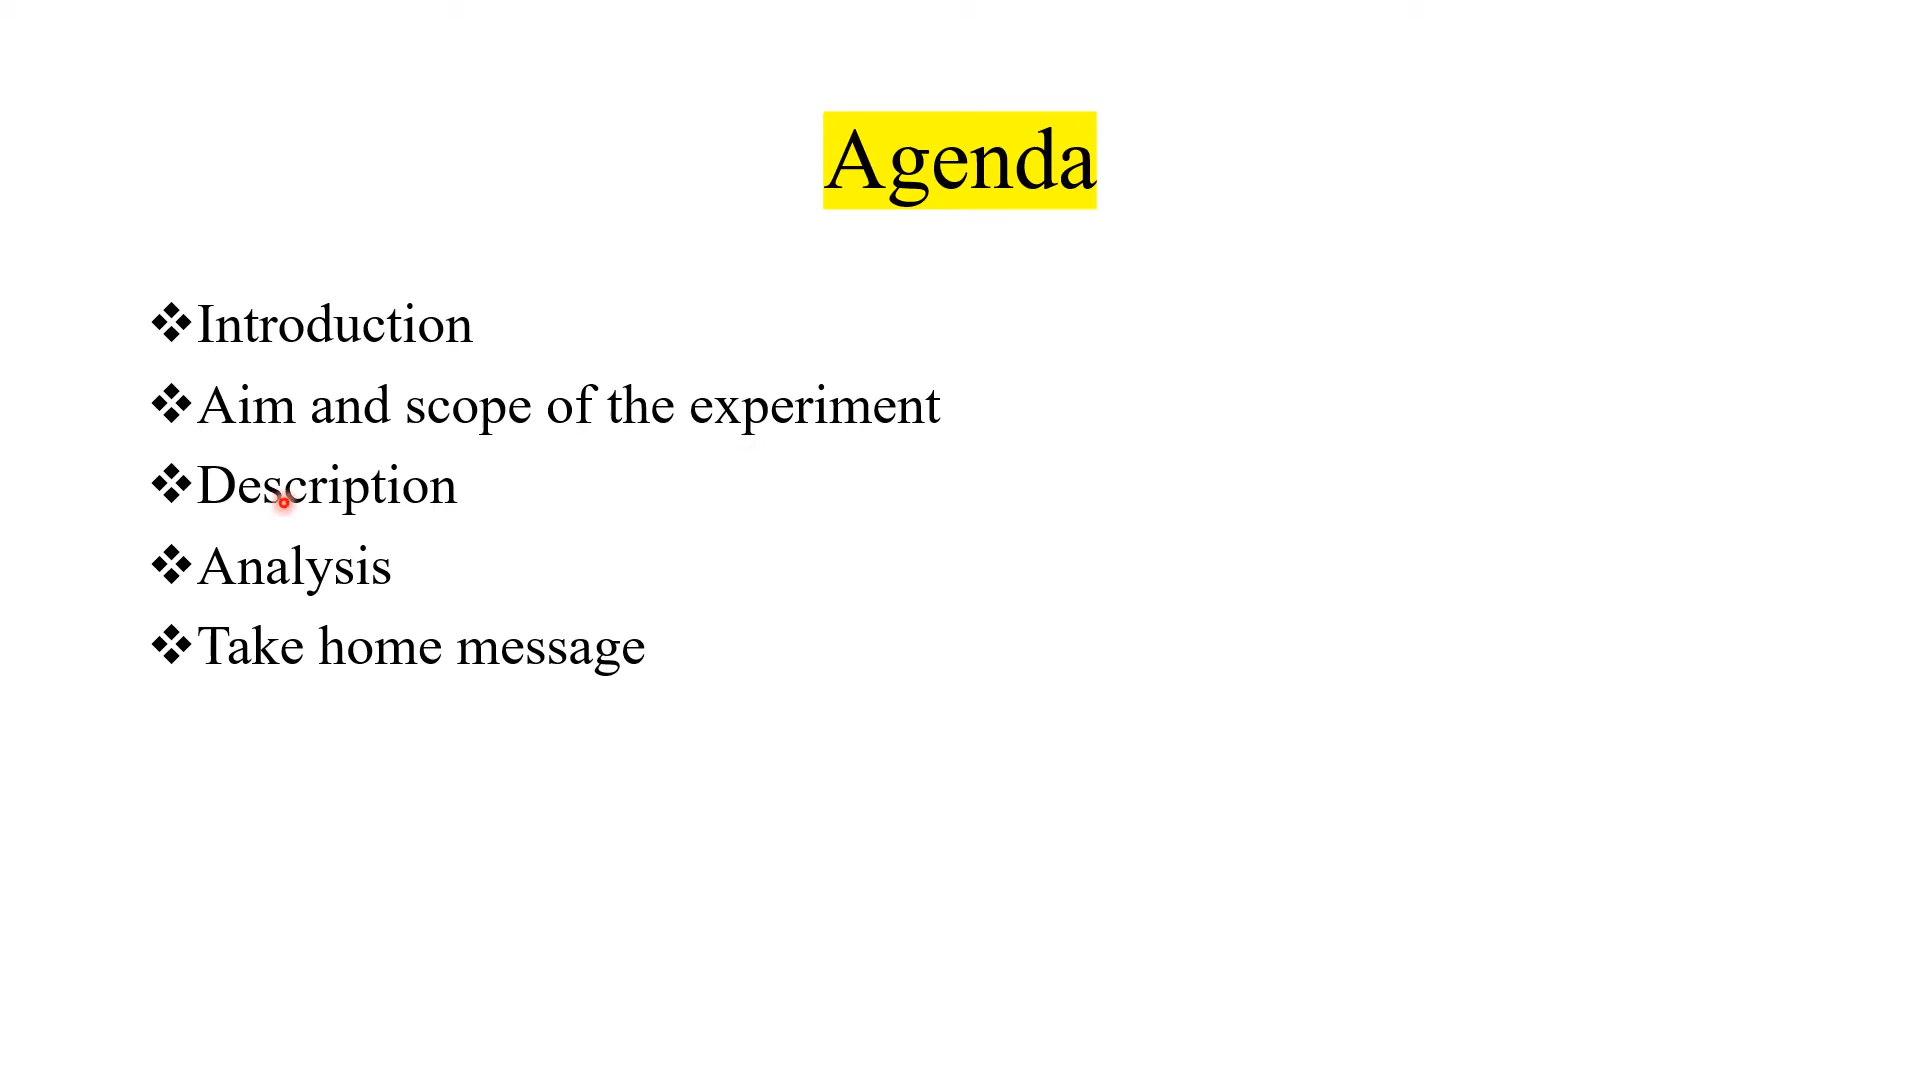 Agenda
❖Introduction
❖Aim and scope of the experiment
❖Description
❖Analysis
❖Take home message